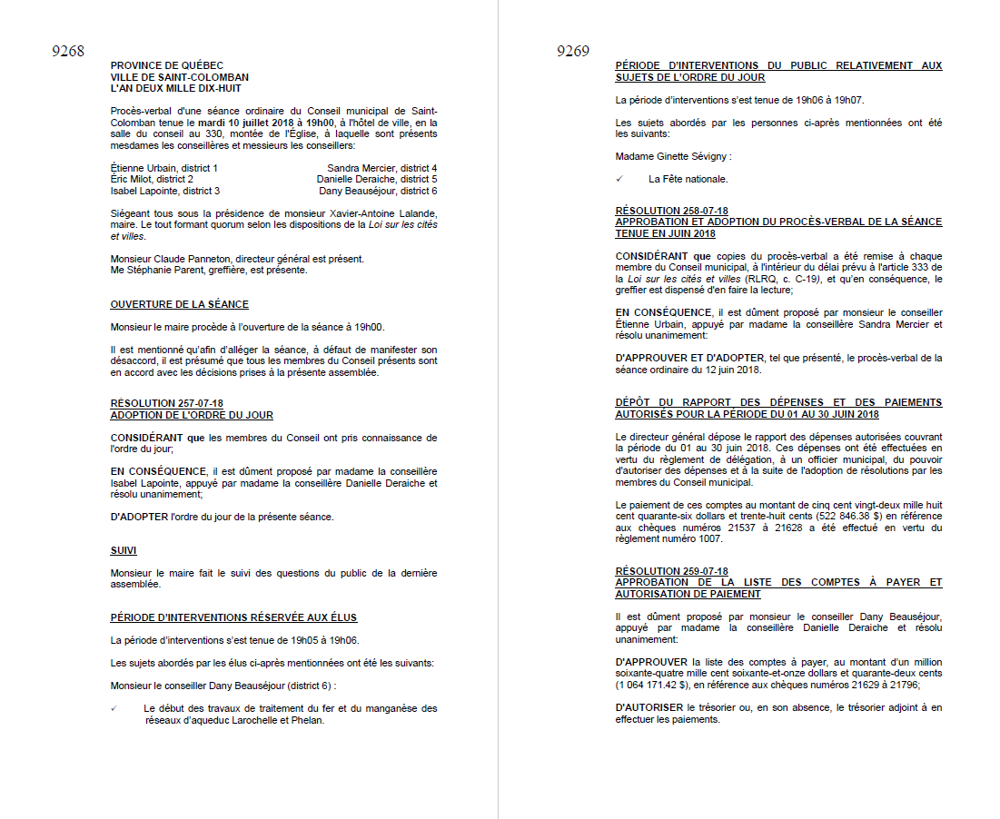 9268
PROVINCE DE QUÉBEC
VILLE DE SAINT-COLOMBAN
L'AN DEUX MILLE DIX-HUIT
Procès-verbal d'une séance ordinaire du Conseil municipal de Saint-
Colomban tenue le mardi 10 juillet 2018 à 19h00, à l'hôtel de ville, en la
salle du conseil au 330, montée de l'Église, à laquelle sont présents
mesdames les conseillères et messieurs les conseillers:
Étienne Urbain, district 1 Sandra Mercier, district 4
Éric Milot, district 2 Danielle Deraiche, district 5
Isabel Lapointe, district 3 Dany Beauséjour, district 6
Siégeant tous sous la présidence de monsieur Xavier-Antoine Lalande,
maire. Le tout formant quorum selon les dispositions de la Loi sur les cités
et villes.
Monsieur Claude Panneton, directeur général est présent.
Me Stéphanie Parent, greffière, est présente.
OUVERTURE DE LA SÉANCE
Monsieur le maire procède à l'ouverture de la séance à 19h00.
Il est mentionné qu'afin d'alléger la séance, à défaut de manifester son
désaccord, il est présumé que tous les membres du Conseil présents sont
en accord avec les décisions prises à la présente assemblée.
RÉSOLUTION 257-07-18
ADOPTION DE L'ORDRE DU JOUR
CONSIDÉRANT que les membres du Conseil ont pris connaissance de
l'ordre du jour;
EN CONSÉQUENCE, il est dûment proposé par madame la conseillère
Isabel Lapointe, appuyé par madame la conseillère Danielle Deraiche et
résolu unanimement;
D'ADOPTER l'ordre du jour de la présente séance.
SUIVI
Monsieur le maire fait le suivi des questions du public de la dernière
assemblée.
PÉRIODE D'INTERVENTIONS RÉSERVÉE AUX ÉLUS
La période d'interventions s'est tenue de 19h05 à 19h06.
Les sujets abordés par les élus ci-après mentionnées ont été les suivants:
Monsieur le conseiller Dany Beauséjour (district 6) :
✓ Le début des travaux de traitement du fer et du manganèse des
réseaux d'aqueduc Larochelle et Phelan.
9269
PÉRIODE D'INTERVENTIONS DU PUBLIC RELATIVEMENT AUX
SUJETS DE L'ORDRE DU JOUR
La période d'interventions s'est tenue de 19h06 à 19h07.
Les sujets abordés par les personnes ci-après mentionnées ont été
les suivants:
Madame Ginette Sévigny :
✓ La Fête nationale.
RÉSOLUTION 258-07-18
APPROBATION ET ADOPTION DU PROCÈS-VERBAL DE LA SÉANCE
TENUE EN JUIN 2018
CONSIDÉRANT que copies du procès-verbal a été remise à chaque
membre du Conseil municipal, à l'intérieur du délai prévu à l'article 333 de
la Loi sur les cités et villes (RLRQ, c. C-19), et qu'en conséquence, le
greffier est dispensé d'en faire la lecture;
EN CONSÉQUENCE, il est dûment proposé par monsieur le conseiller
Étienne Urbain, appuyé par madame la conseillère Sandra Mercier et
résolu unanimement:
D'APPROUVER ET D'ADOPTER, tel que présenté, le procès-verbal de la
séance ordinaire du 12 juin 2018.
DÉPÔT DU RAPPORT DES DÉPENSES ET DES PAIEMENTS
AUTORISÉS POUR LA PÉRIODE DU 01 AU 30 JUIN 2018
Le directeur général dépose le rapport des dépenses autorisées couvrant
la période du 01 au 30 juin 2018. Ces dépenses ont été effectuées en
vertu du règlement de délégation, à un officier municipal, du pouvoir
d'autoriser des dépenses et à la suite de l'adoption de résolutions par les
membres du Conseil municipal.
Le paiement de ces comptes au montant de cinq cent vingt-deux mille huit
cent quarante-six dollars et trente-huit cents (522 846.38 $) en référence
aux chèques numéros 21537 à 21628 a été effectué en vertu du
règlement numéro 1007.
RÉSOLUTION 259-07-18
APPROBATION DE LA LISTE DES COMPTES À PAYER ET
AUTORISATION DE PAIEMENT
Il est dûment proposé par monsieur le conseiller Dany Beauséjour,
appuyé par madame la conseillère Danielle Deraiche et résolu
unanimement:
D'APPROUVER la liste des comptes à payer, au montant d'un million
soixante-quatre mille cent soixante-et-onze dollars et quarante-deux cents
(1 064 171.42 $), en référence aux chèques numéros 21629 à 21796;
D'AUTORISER le trésorier ou, en son absence, le trésorier adjoint à en
effectuer les paiements.